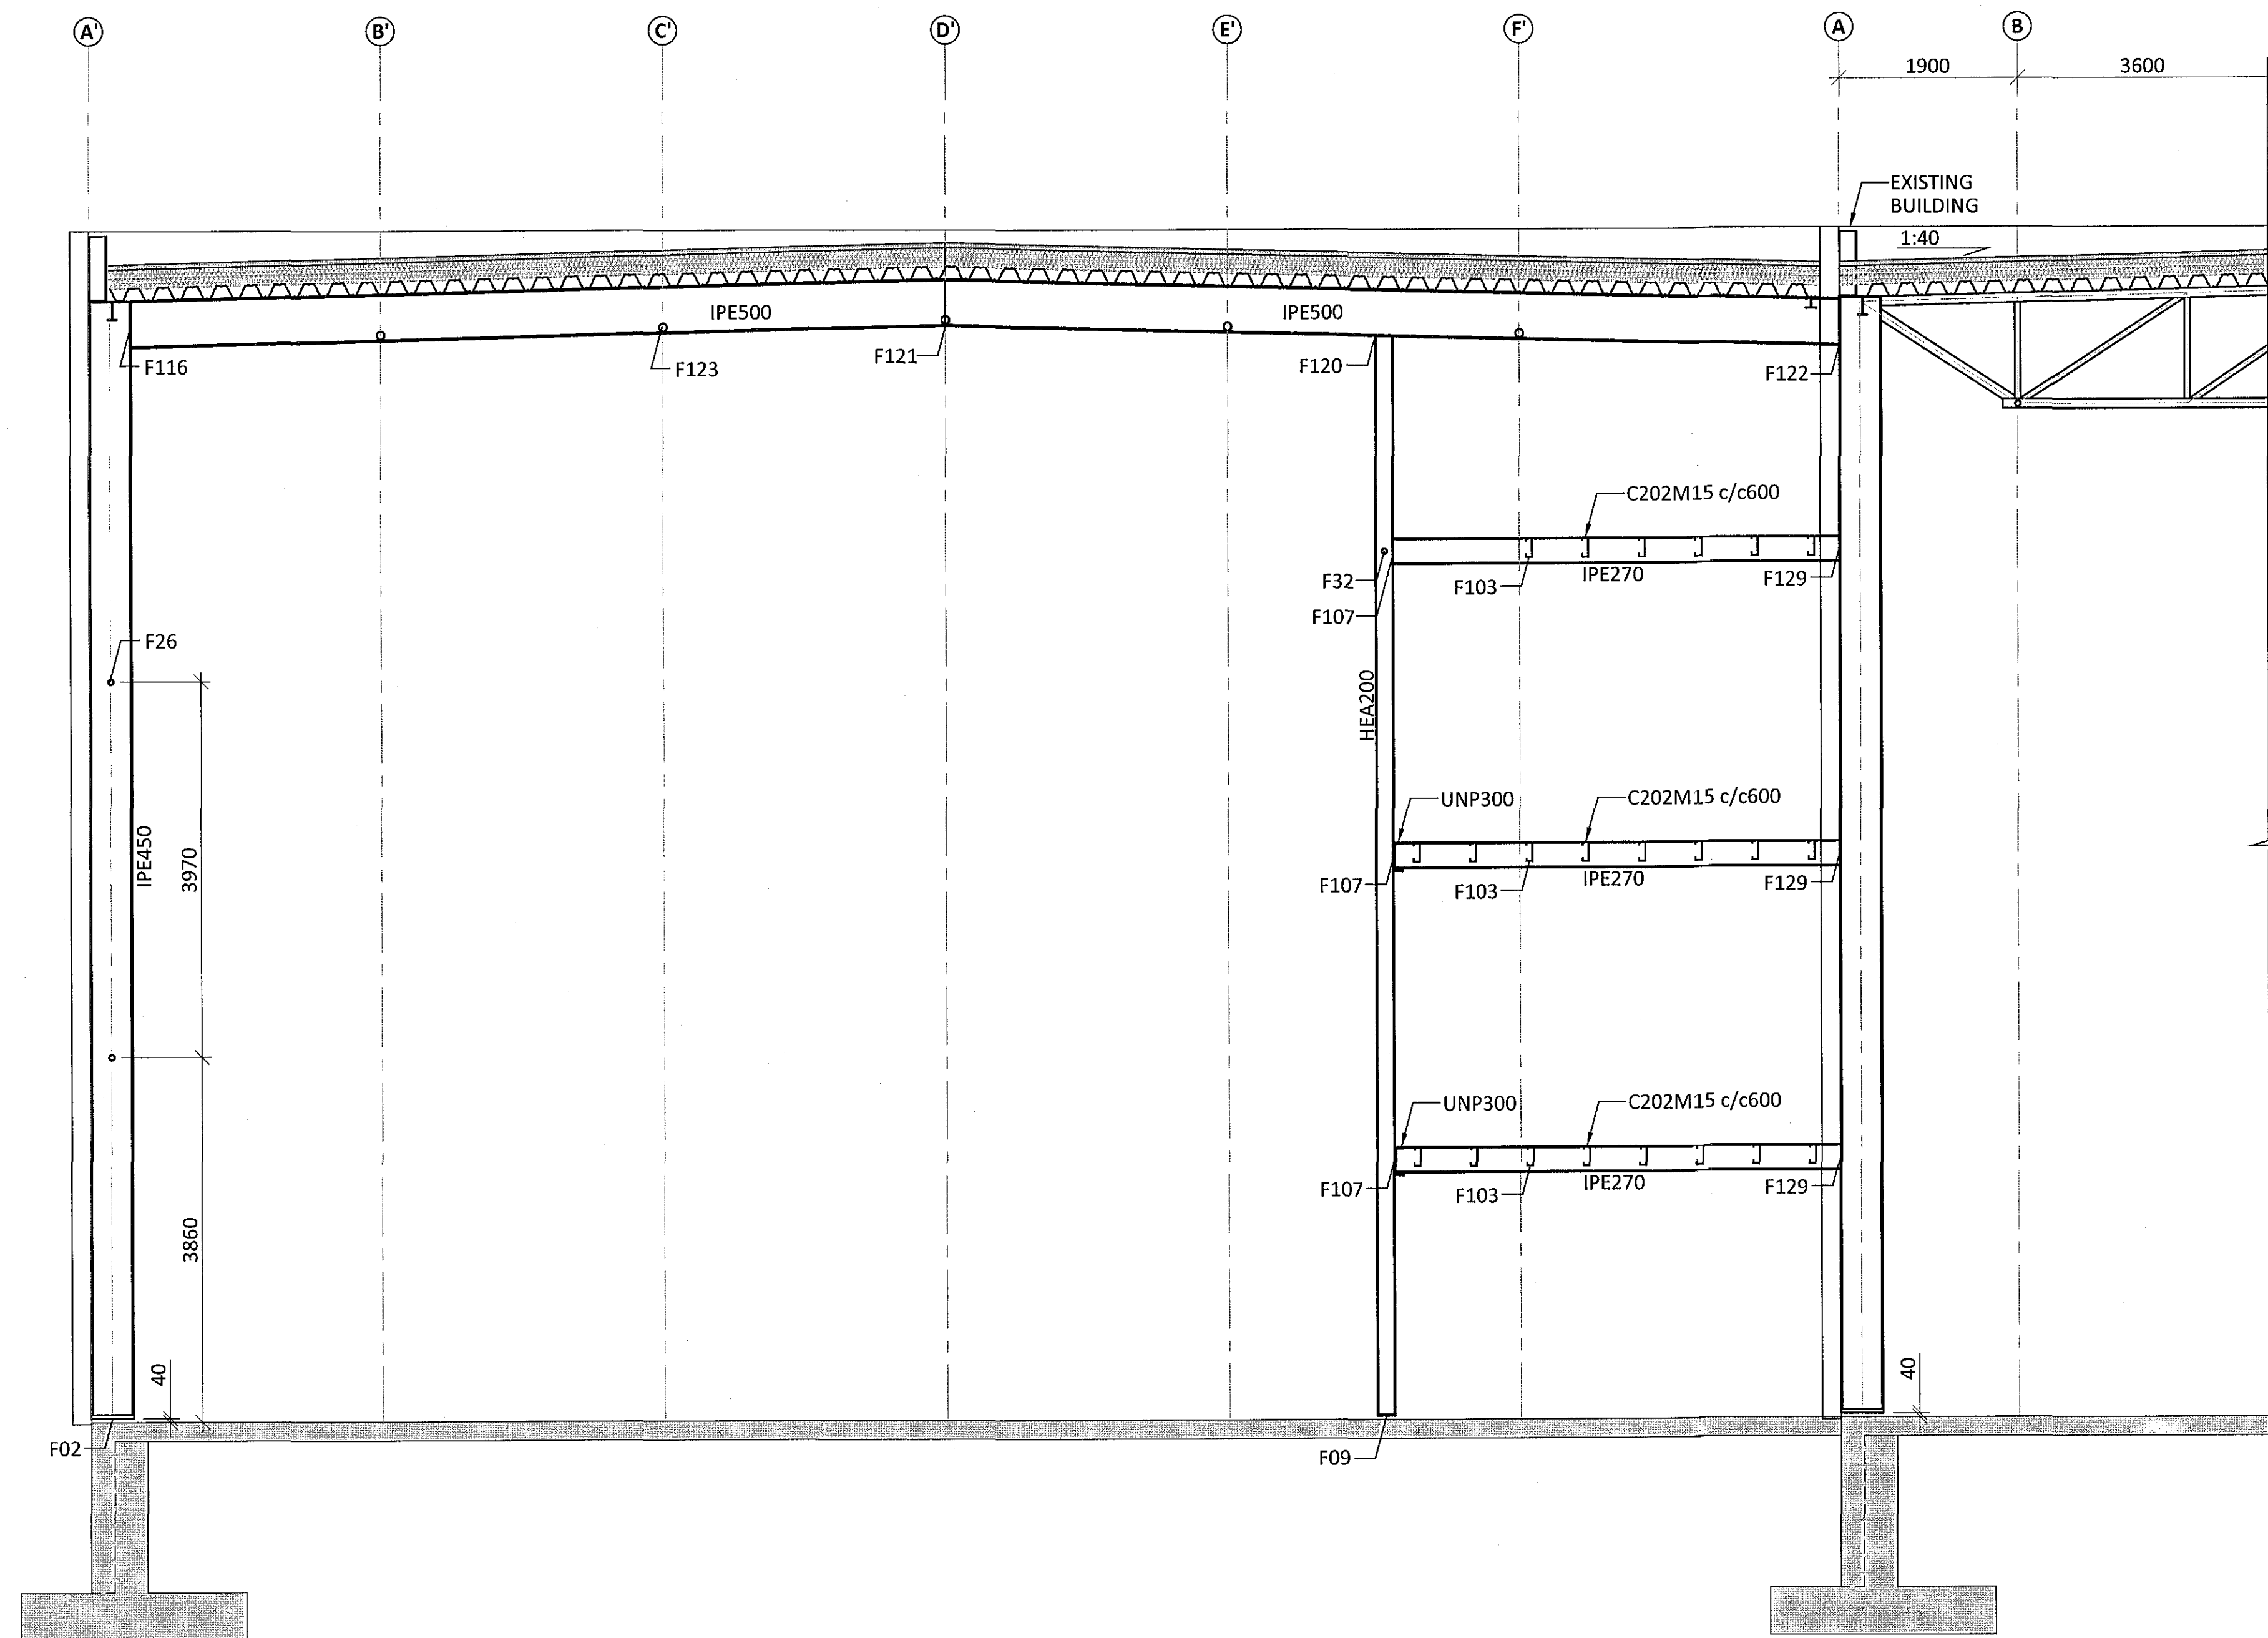 A'
B'
C'
D'
E'
F'
A
B
1900
3600
EXISTING
BUILDING
1:40
IPE500
IPE500
F116
F123
F121
F120
F122
C202M15 c/c600
F32
F103
IPE270
F129
F107
F26
HEA200
IPE450
3970
UNP300
C202M15 c/c600
F107
F103
IPE270
F129
UNP300
C202M15 c/c600
F107
F103
IPE270
F129
3860
40
40
F02
F09